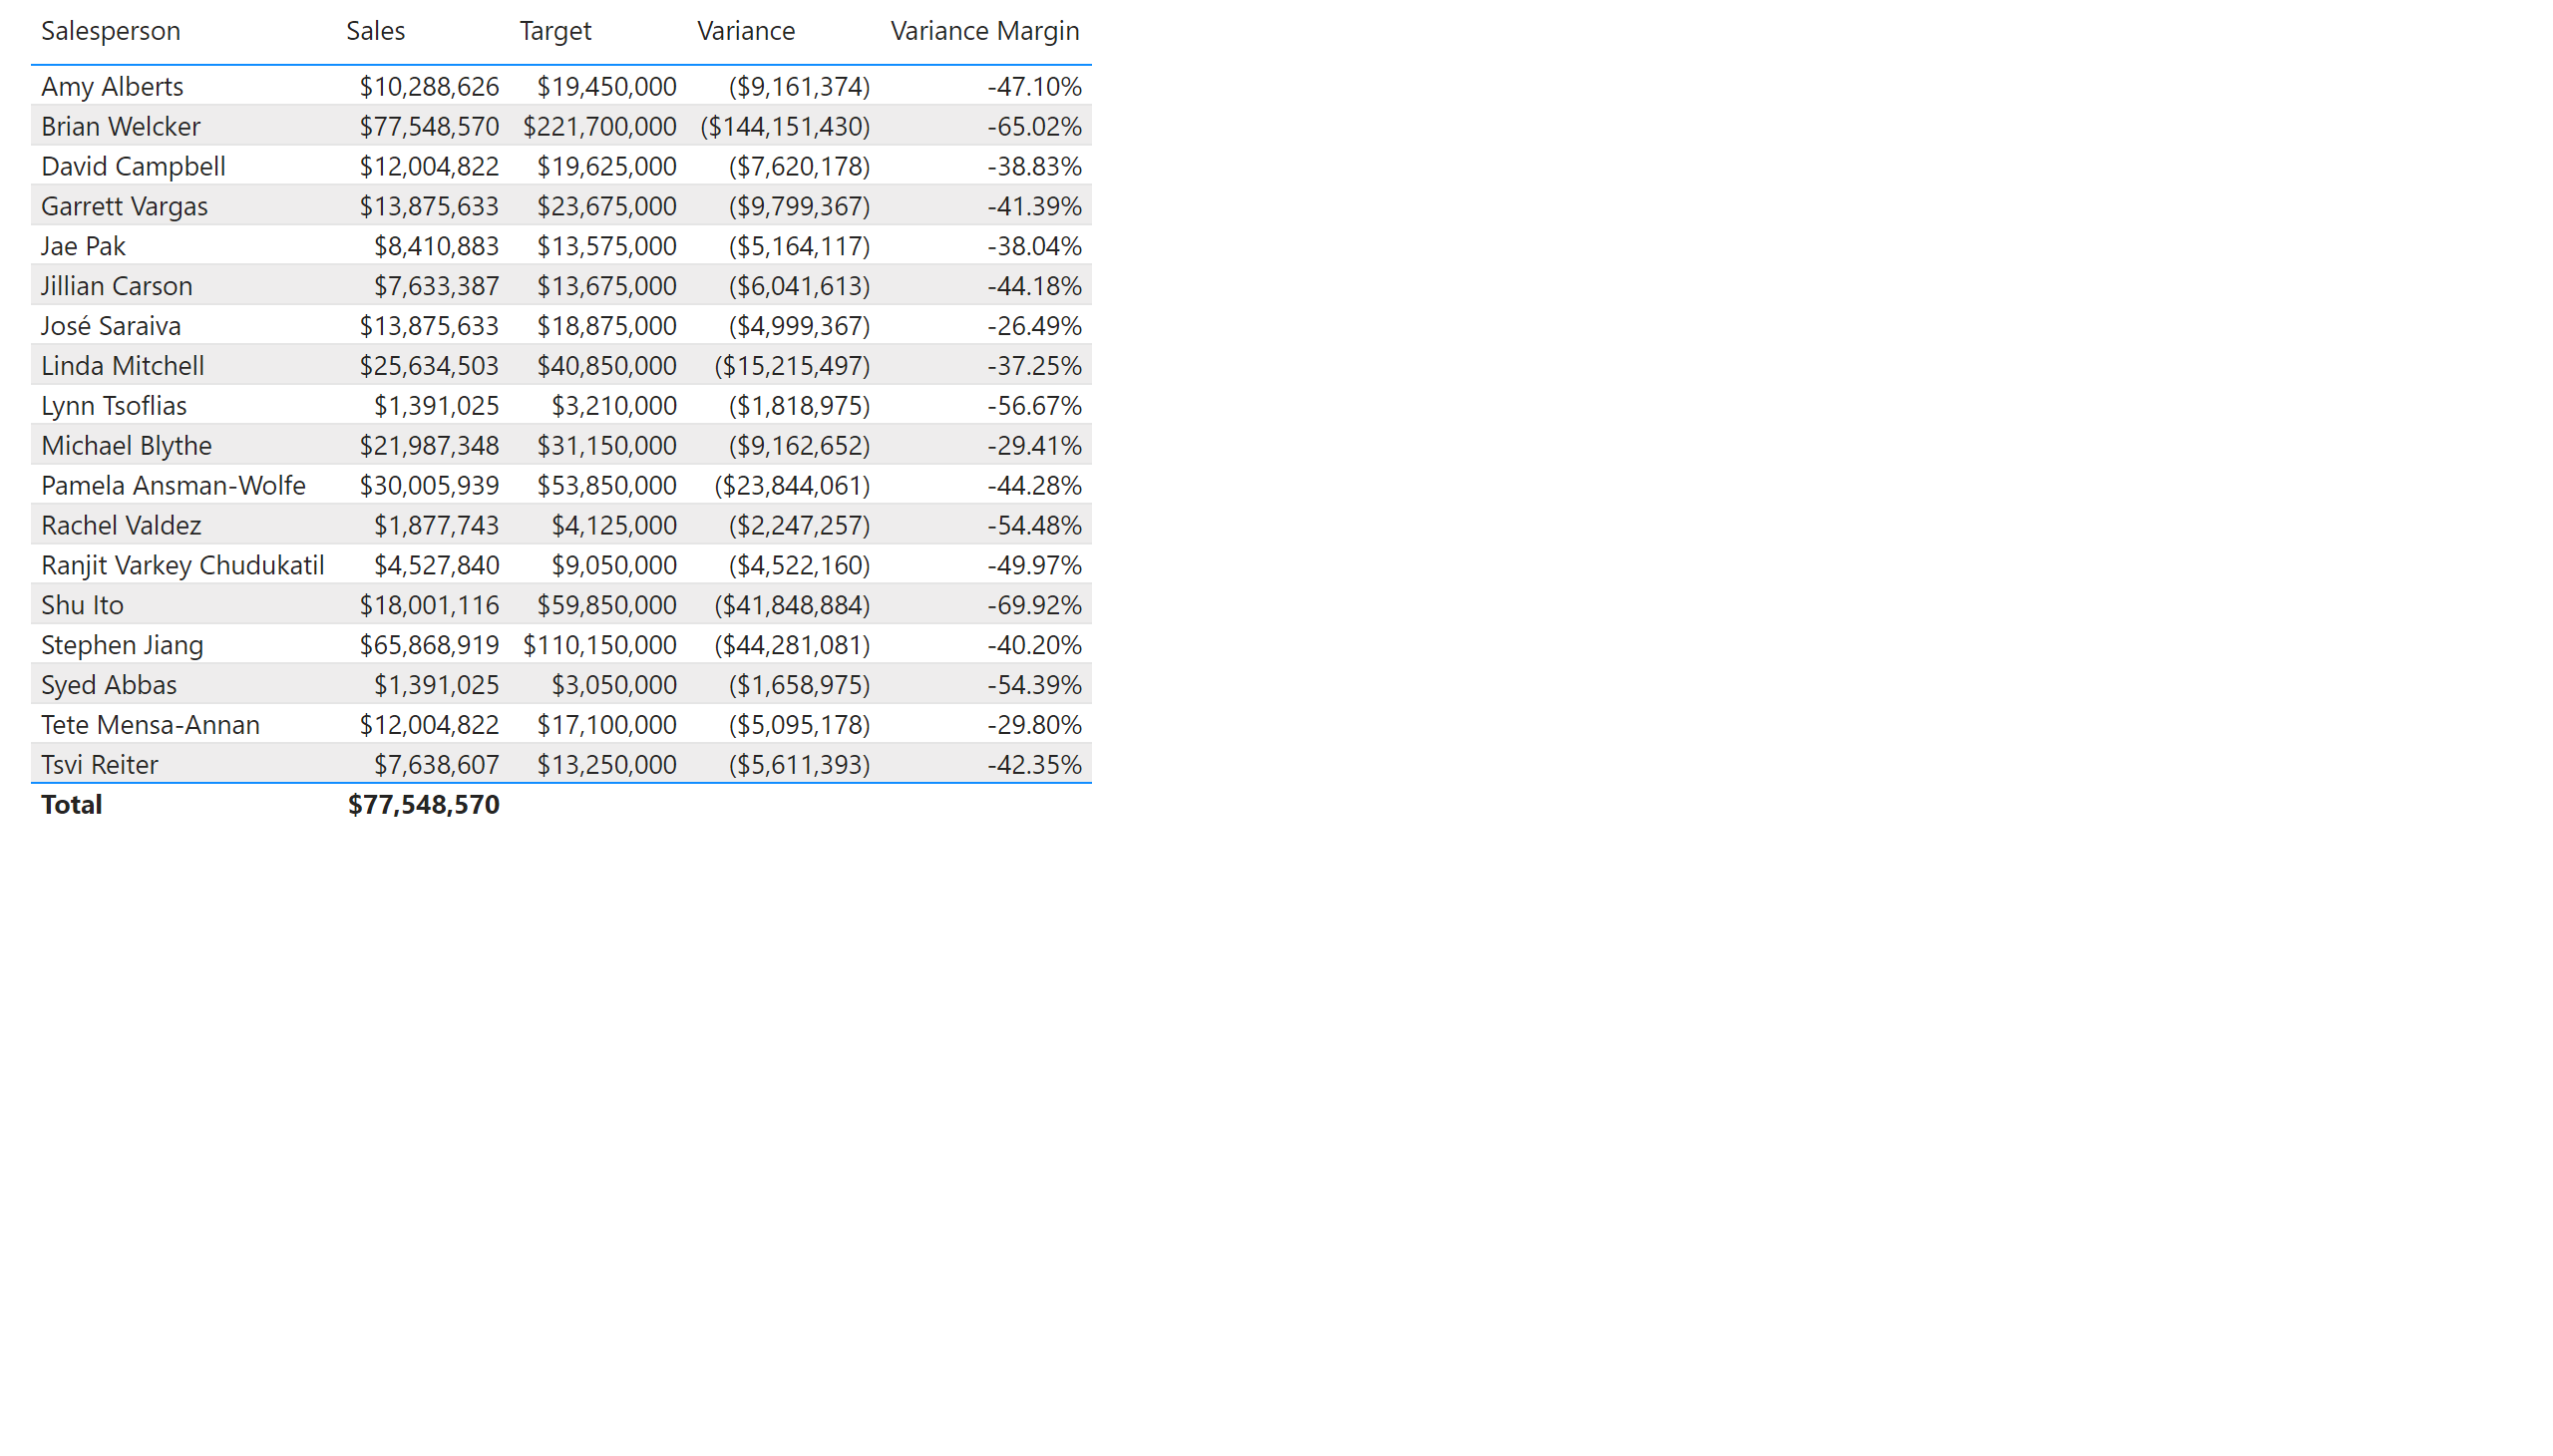 Salesperson Sales Target Variance Variance Margin
Amy Alberts $10,288,626 $19,450,000 ($9,161,374) -47.10%
Brian Welcker $77,548,570 $221,700,000 ($144,151,430) -65.02%
David Campbell $12,004,822 $19,625,000 ($7,620,178) -38.83%
Garrett Vargas $13,875,633 $23,675,000 ($9,799,367) -41.39%
Jae Pak $8,410,883 $13,575,000 ($5,164,117) -38.04%
Jillian Carson $7,633,387 $13,675,000 ($6,041,613) -44.18%
José Saraiva $13,875,633 $18,875,000 ($4,999,367) -26.49%
Linda Mitchell $25,634,503 $40,850,000 ($15,215,497) -37.25%
Lynn Tsoflias $1,391,025 $3,210,000 ($1,818,975) -56.67%
Michael Blythe $21,987,348 $31,150,000 ($9,162,652) -29.41%
Pamela Ansman-Wolfe $30,005,939 $53,850,000 ($23,844,061) -44.28%
Rachel Valdez $1,877,743 $4,125,000 ($2,247,257) -54.48%
Ranjit Varkey Chudukatil $4,527,840 $9,050,000 ($4,522,160) -49.97%
Shu Ito $18,001,116 $59,850,000 ($41,848,884) -69.92%
Stephen Jiang $65,868,919 $110,150,000 ($44,281,081) -40.20%
Syed Abbas $1,391,025 $3,050,000 ($1,658,975) -54.39%
Tete Mensa-Annan $12,004,822 $17,100,000 ($5,095,178) -29.80%
Tsvi Reiter $7,638,607 $13,250,000 ($5,611,393) -42.35%
Total $77,548,570